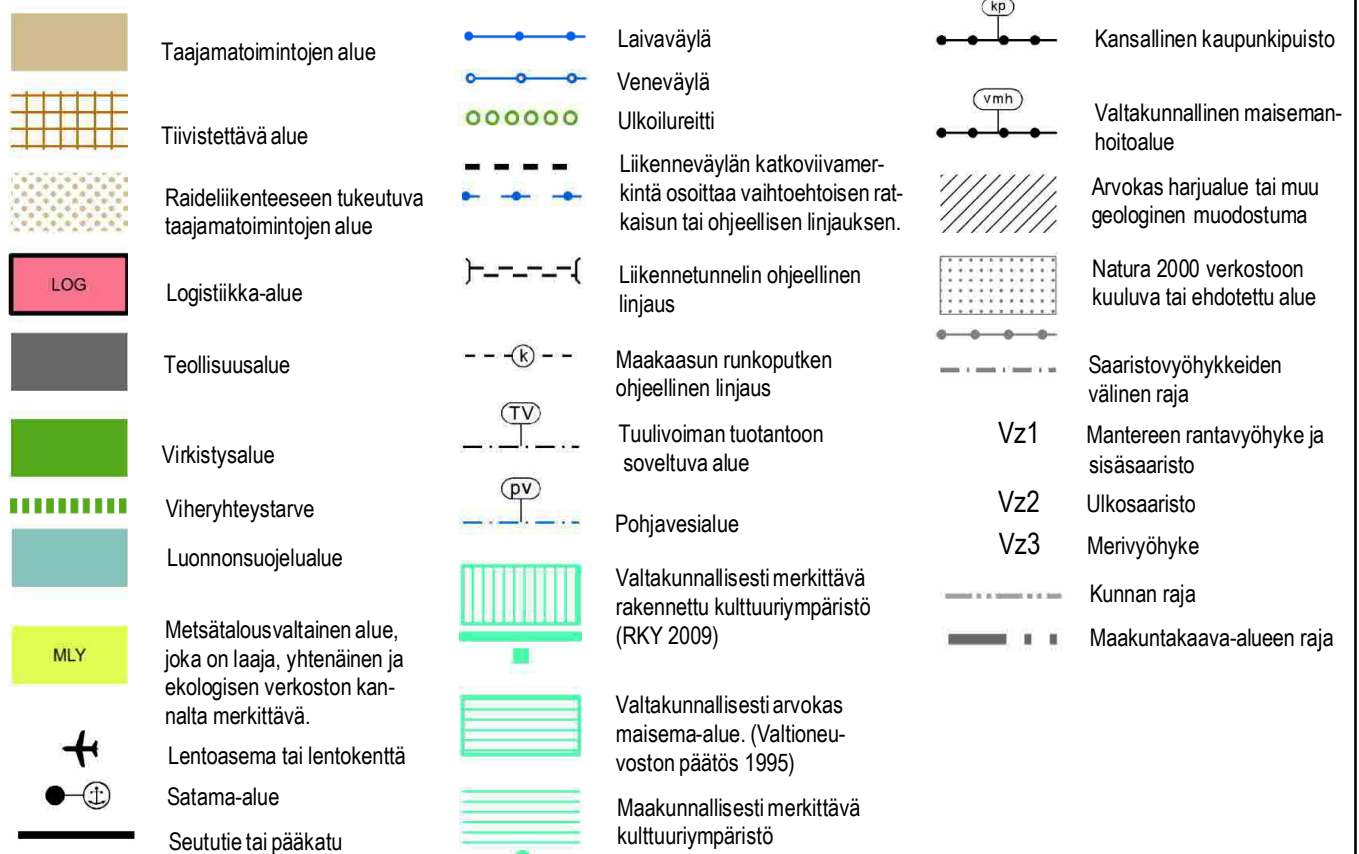 Taajamatoimintojen alue
Tiivistettävä alue
Raideliikenteeseen tukeutuva
taajamatoimintojen alue
LOG
Logistiikka-alue
Teollisuusalue
Virkistysalue
Viheryhteystarve
Luonnonsuojelualue
MLY
Metsätalousvaltainen alue,
joka on laaja, yhtenäinen ja
ekologisen verkoston kan-
nalta merkittävä.
Lentoasema tai lentokenttä
Satama-alue
Seututie tai pääkatu
Laivaväylä
Veneväylä
Ulkoilureitti
Liikenneväylän katkoviivamer-
kintä osoittaa vaihtoehtoisen rat-
kaisun tai ohjeellisen linjauksen.
Liikennetunnelin ohjeellinen
linjaus
k
Maakaasun runkoputken
ohjeellinen linjaus
TV
Tuulivoiman tuotantoon
soveltuva alue
pv
Pohjavesialue
Valtakunnallisesti merkittävä
rakennettu kulttuuriympäristö
(RKY 2009)
Valtakunnallisesti arvokas
maisema-alue. (Valtioneu-
voston päätös 1995)
Maakunnallisesti merkittävä
kulttuuriympäristö
kp
Kansallinen kaupunkipuisto
vmh
Valtakunnallinen maiseman-
hoitoalue
Arvokas harjualue tai muu
geologinen muodostuma
Natura 2000 verkostoon
kuuluva tai ehdotettu alue
Saaristovyöhykkeiden
välinen raja
Vz1 Mantereen rantavyöhyke ja
sisäsaaristo
Vz2 Ulkosaaristo
Vz3 Merivyöhyke
Kunnan raja
Maakuntakaava-alueen raja